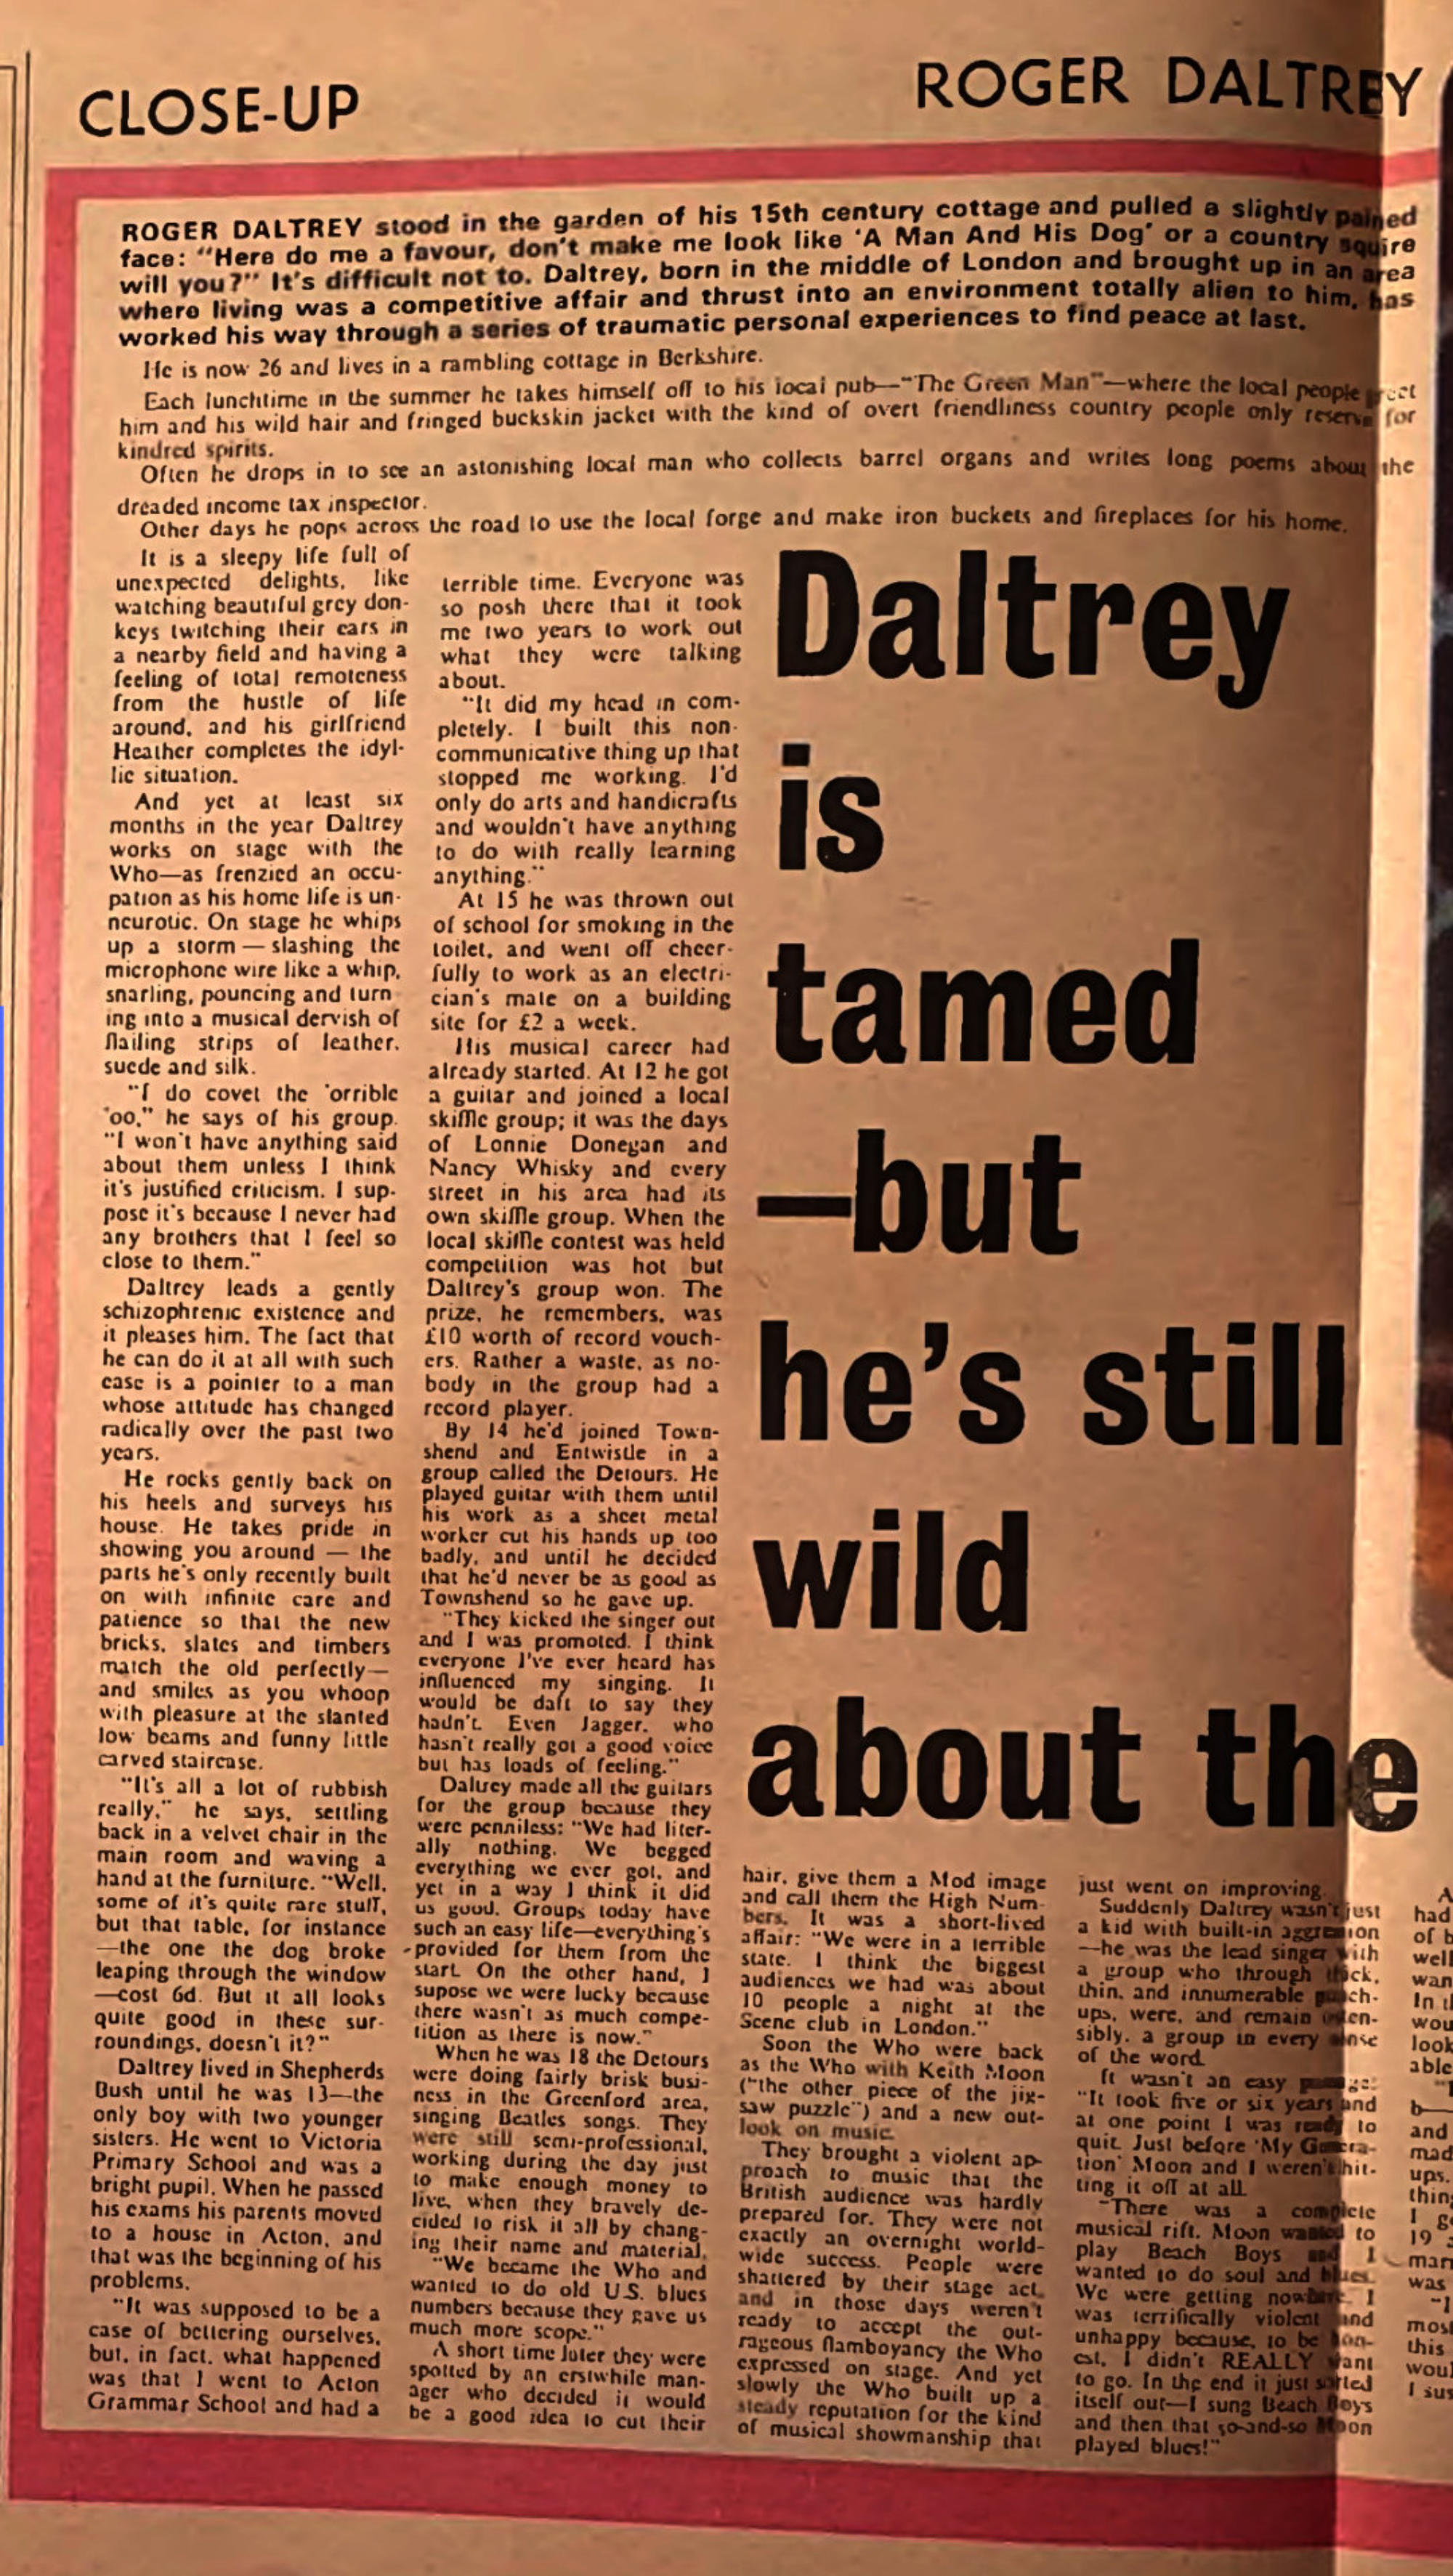 CLOSE-UP
ROGER DALTREY
ROGER DALTREY stood in the garden of his 15th century cottage and pulled a slightly pained
face: "Here do me a favour, don't make me look like 'A Man And His Dog' or a country squire
will you?" It's difficult not to. Daltrey, born in the middle of London and brought up in an area
where living was a competitive affair and thrust into an environment totally alien to him, has
worked his way through a series of traumatic personal experiences to find peace at last.
He is now 26 and lives in a rambling cottage in Berkshire.
Each lunchtime in the summer he takes himself off to his local pub—"The Green Man"—where the local people greet
him and his wild hair and fringed buckskin jacket with the kind of overt friendliness country people only reserve for
kindred spirits.
Often he drops in to see an astonishing local man who collects barrel organs and writes long poems about the
dreaded income tax inspector.
Other days he pops across the road to use the local forge and make iron buckets and fireplaces for his home.
It is a sleepy life full of
unexpected delights, like
watching beautiful grey don-
keys twitching their ears in
a nearby field and having a
feeling of total remoteness
from the hustle of life
around, and his girlfriend
Heather completes the idyl-
lic situation.
And yet at least six
months in the year Daltrey
works on stage with the
Who—as frenzied an occu-
pation as his home life is un-
neurotic. On stage he whips
up a storm — slashing the
microphone wire like a whip,
snarling, pouncing and turn
ing into a musical dervish of
flailing strips of leather,
suede and silk.
"I do covet the 'orrible
'oo," he says of his group.
"I won't have anything said
about them unless I think
it's justified criticism. I sup-
pose it's because I never had
any brothers that I feel so
close to them."
Daltrey leads a gently
schizophrenic existence and
it pleases him. The fact that
he can do it at all with such
ease is a pointer to a man
whose attitude has changed
radically over the past two
years.
He rocks gently back on
his heels and surveys his
house. He takes pride in
showing you around — the
parts he's only recently built
on with infinite care and
patience so that the new
bricks, slates and timbers
match the old perfectly—
and smiles as you whoop
with pleasure at the slanted
low beams and funny little
carved staircase.
"It's all a lot of rubbish
really," he says, settling
back in a velvet chair in the
main room and waving a
hand at the furniture. "Well,
some of it's quite rare stuff,
but that table, for instance
—the one the dog broke
leaping through the window
—cost 6d. But it all looks
quite good in these sur-
roundings, doesn't it?"
Daltrey lived in Shepherds
Bush until he was 13—the
only boy with two younger
sisters. He went to Victoria
Primary School and was a
bright pupil. When he passed
his exams his parents moved
to a house in Acton, and
that was the beginning of his
problems.
"It was supposed to be a
case of bettering ourselves,
but, in fact, what happened
was that I went to Acton
Grammar School and had a
terrible time. Everyone was
so posh there that it took
me two years to work out
what they were talking
about.
"It did my head in com-
pletely. I built this non-
communicative thing up that
stopped me working. I'd
only do arts and handicrafts
and wouldn't have anything
to do with really learning
anything."
At 15 he was thrown out
of school for smoking in the
toilet, and went off cheer-
fully to work as an electri-
cian's mate on a building
site for £2 a week.
His musical career had
already started. At 12 he got
a guitar and joined a local
skiffle group; it was the days
of Lonnie Donegan and
Nancy Whisky and every
street in his area had its
own skiffle group. When the
local skiffle contest was held
competition was hot but
Daltrey's group won. The
prize, he remembers, was
£10 worth of record vouch-
ers. Rather a waste, as no-
body in the group had a
record player.
By 14 he'd joined Town-
shend and Entwistle in a
group called the Detours. He
played guitar with them until
his work as a sheet metal
worker cut his hands up too
badly, and until he decided
that he'd never be as good as
Townshend so he gave up.
"They kicked the singer out
and I was promoted. I think
everyone I've ever heard has
influenced my singing. It
would be daft to say they
hadn't. Even Jagger, who
hasn't really got a good voice
but has loads of feeling."
Daltrey made all the guitars
for the group because they
were penniless: "We had liter-
ally nothing. We begged
everything we ever got, and
yet in a way I think it did
us good. Groups today have
such an easy life—everything's
provided for them from the
start. On the other hand, I
supose we were lucky because
there wasn't as much compe-
tition as there is now."
When he was 18 the Detours
were doing fairly brisk busi-
ness in the Greenford area,
singing Beatles songs. They
were still semi-professional,
working during the day just
to make enough money to
live, when they bravely de-
cided to risk it all by chang-
ing their name and material.
"We became the Who and
wanted to do old U.S. blues
numbers because they gave us
much more scope."
A short time later they were
spotted by an erstwhile man-
ager who decided it would
be a good idea to cut their
Daltrey
is
tamed
—but
he's still
wild
about the
hair, give them a Mod image
and call them the High Num-
bers. It was a short-lived
affair: "We were in a terrible
state. I think the biggest
audiences we had was about
10 people a night at the
Scene club in London."
Soon the Who were back
as the Who with Keith Moon
("the other piece of the jix-
saw puzzle") and a new out-
look on music.
They brought a violent ap-
proach to music that the
British audience was hardly
prepared for. They were not
exactly an overnight world-
wide success. People were
shattered by their stage act
and in those days weren't
ready to accept the out-
rageous flamboyancy the Who
expressed on stage. And yet
slowly the Who built up a
steady reputation for the kind
of musical showmanship that
just went on improving.
Suddenly Daltrey wasn't just
a kid with built-in aggression
—he was the lead singer with
a group who through thick,
thin, and innumerable punch-
ups, were, and remain osten-
sibly, a group in every sense
of the word.
It wasn't an easy passage:
"It took five or six years and
at one point I was ready to
quit. Just before 'My Genera-
tion' Moon and I weren't hit-
ting it off at all.
"There was a complete
musical rift. Moon wanted to
play Beach Boys and I
wanted to do soul and blues.
We were getting nowhere. I
was terrifically violent and
unhappy because, to be hon-
est, I didn't REALLY want
to go. In the end it just sorted
itself out—I sung Beach Boys
and then that so-and-so Moon
played blues!"
A
had
of b
well
wan
In t
wou
look
able
b—
and
mad
ups.
thin
I g
19
mar
was
"I
mos
this
wou
I sus